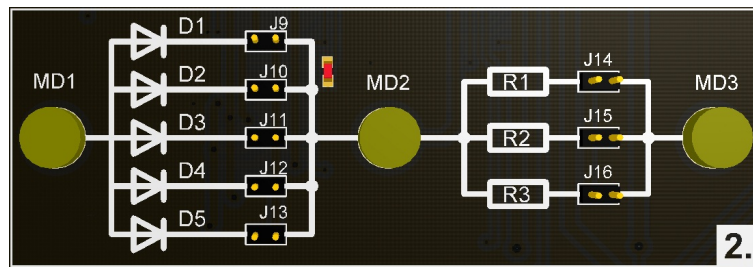 D1 J9
D2 J10 J14
MD1 MD2 R1 MD3
D3 J11 J15
R2
D4 J12 J16
R3
D5 J13
2.